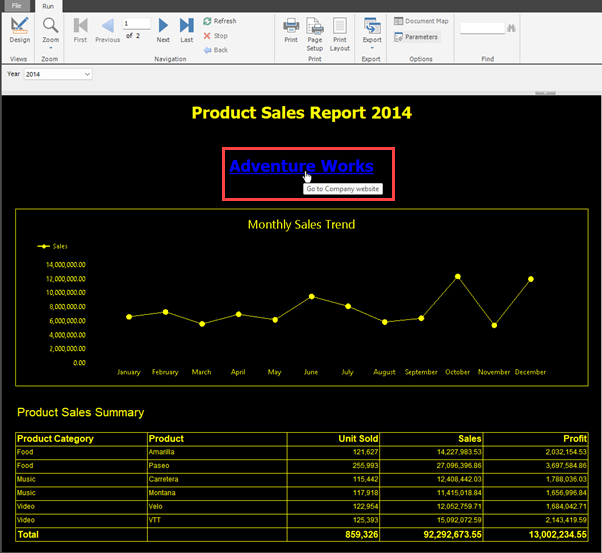 File Run
Design
Zoom
First
Previous
1
of 2
Next
Last
Refresh
Stop
Back
Print
Page Setup
Print Layout
Export
Document Map
Parameters
Views
Zoom
Navigation
Print
Export
Options
Find
Year 2014
Product Sales Report 2014
Adventure Works
Go to Company website
Monthly Sales Trend
Sales
14,000,000.00
12,000,000.00
10,000,000.00
8,000,000.00
6,000,000.00
4,000,000.00
2,000,000.00
0.00
January February March April May June July August September October November December
Product Sales Summary
Product Category Product Unit Sold Sales Profit
Food Amarilla 121,627 14,227,983.53 2,032,154.53
Food Paseo 255,993 27,096,396.86 3,697,584.86
Music Carretera 115,442 12,408,442.03 1,788,036.03
Music Montana 117,918 11,415,018.84 1,656,996.84
Video Velo 122,954 12,052,759.71 1,684,042.71
Video VTT 125,393 15,092,072.59 2,143,419.59
Total 859,326 92,292,673.55 13,002,234.55